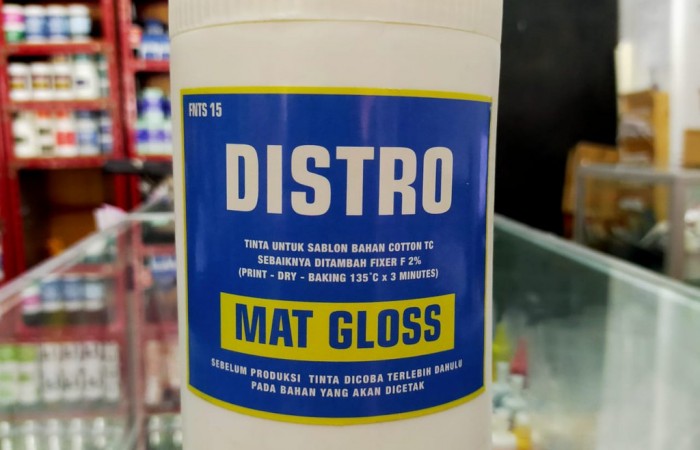 FNTS 15
DISTRO
TINTA UNTUK SABLON BAHAN COTTON TC
SEBAIKNYA DITAMBAH FIXER F 2%
(PRINT - DRY - BAKING 135°C x 3 MINUTES)
MAT GLOSS
SEBELUM PRODUKSI TINTA DICOBA TERLEBIH DAHULU
PADA BAHAN YANG AKAN DICETAK